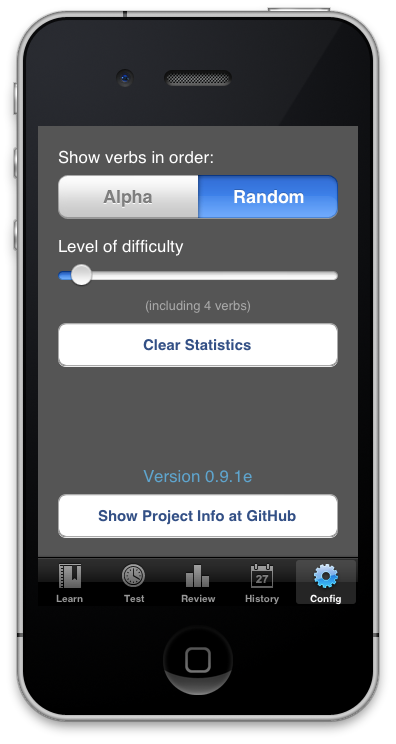 Show verbs in order:
Alpha Random
Level of difficulty
(including 4 verbs)
Clear Statistics
Version 0.9.1e
Show Project Info at GitHub
27
Learn Test Review History Config